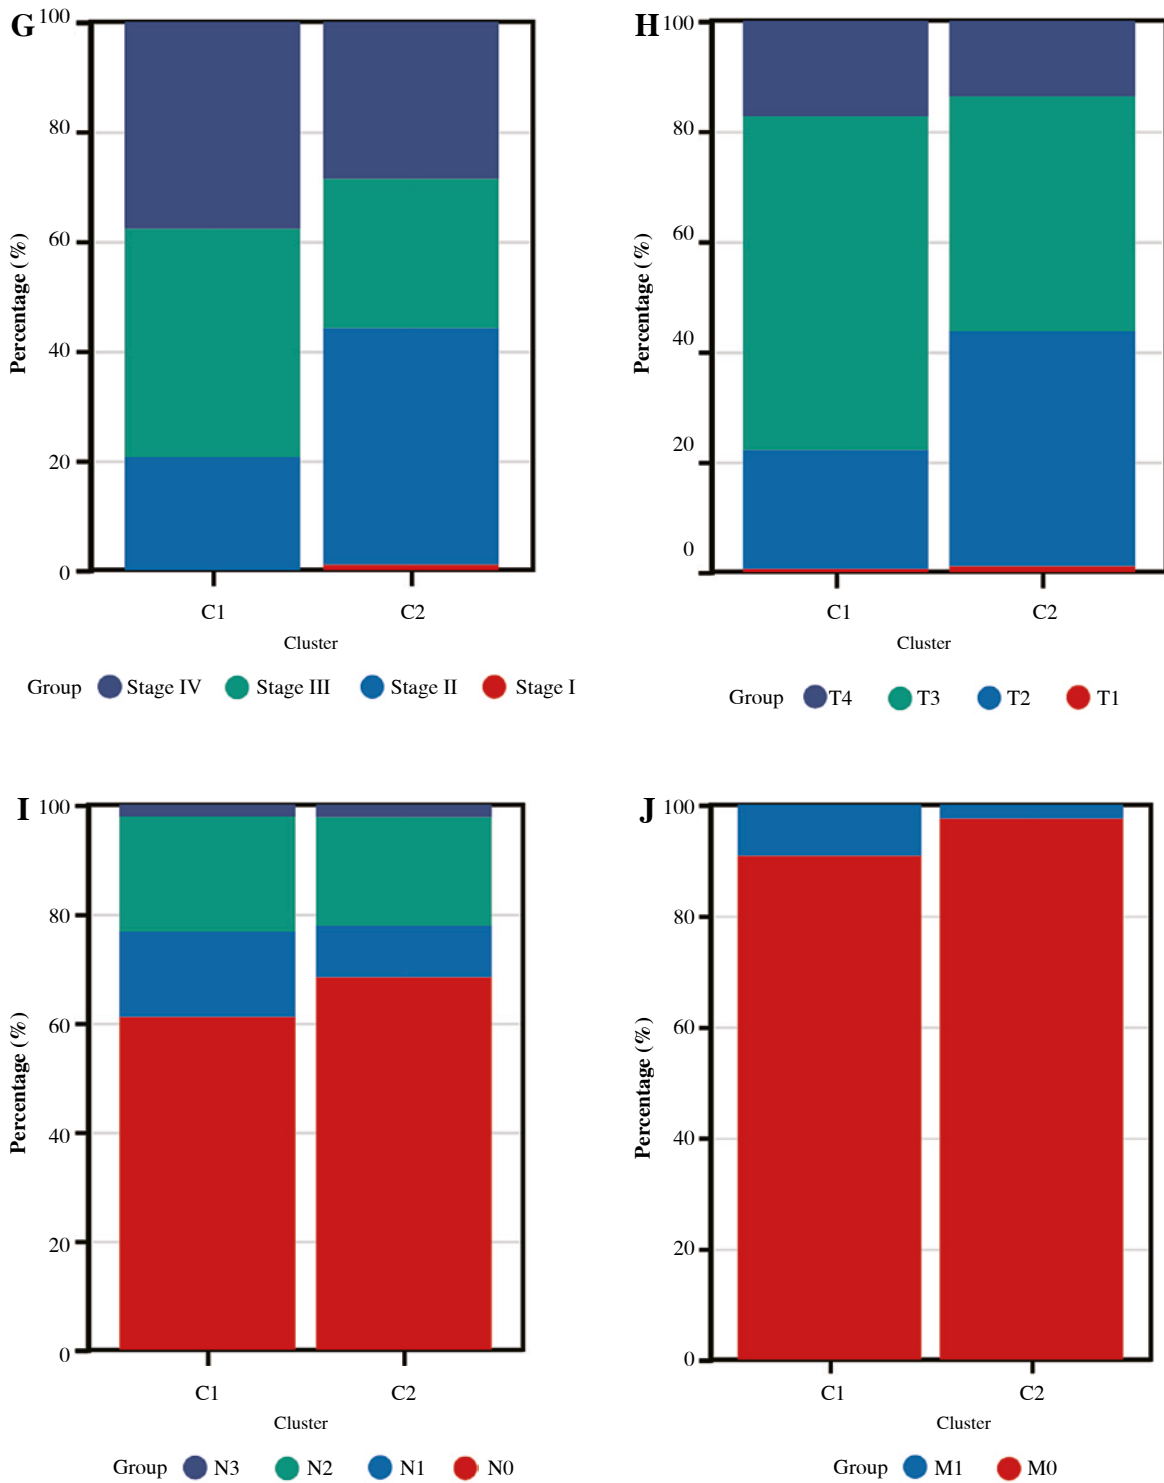 G
100
80
60
40
20
0
Percentage (%)
C1 C2
Cluster
Group Stage IV Stage III Stage II Stage I
H
100
80
60
40
20
0
Percentage (%)
C1 C2
Cluster
Group T4 T3 T2 T1
I
100
80
60
40
20
0
Percentage (%)
C1 C2
Cluster
Group N3 N2 N1 N0
J
100
80
60
40
20
0
Percentage (%)
C1 C2
Cluster
Group M1 M0